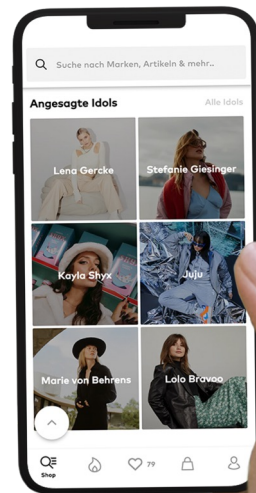 Suche nach Marken, Artikeln & mehr..
Angesagte Idols
Alle Idols
Lena Gercke
Stefanie Giesinger
Kayla Shyx
Juju
Marie von Behrens
Lolo Bravoo
79
Shop